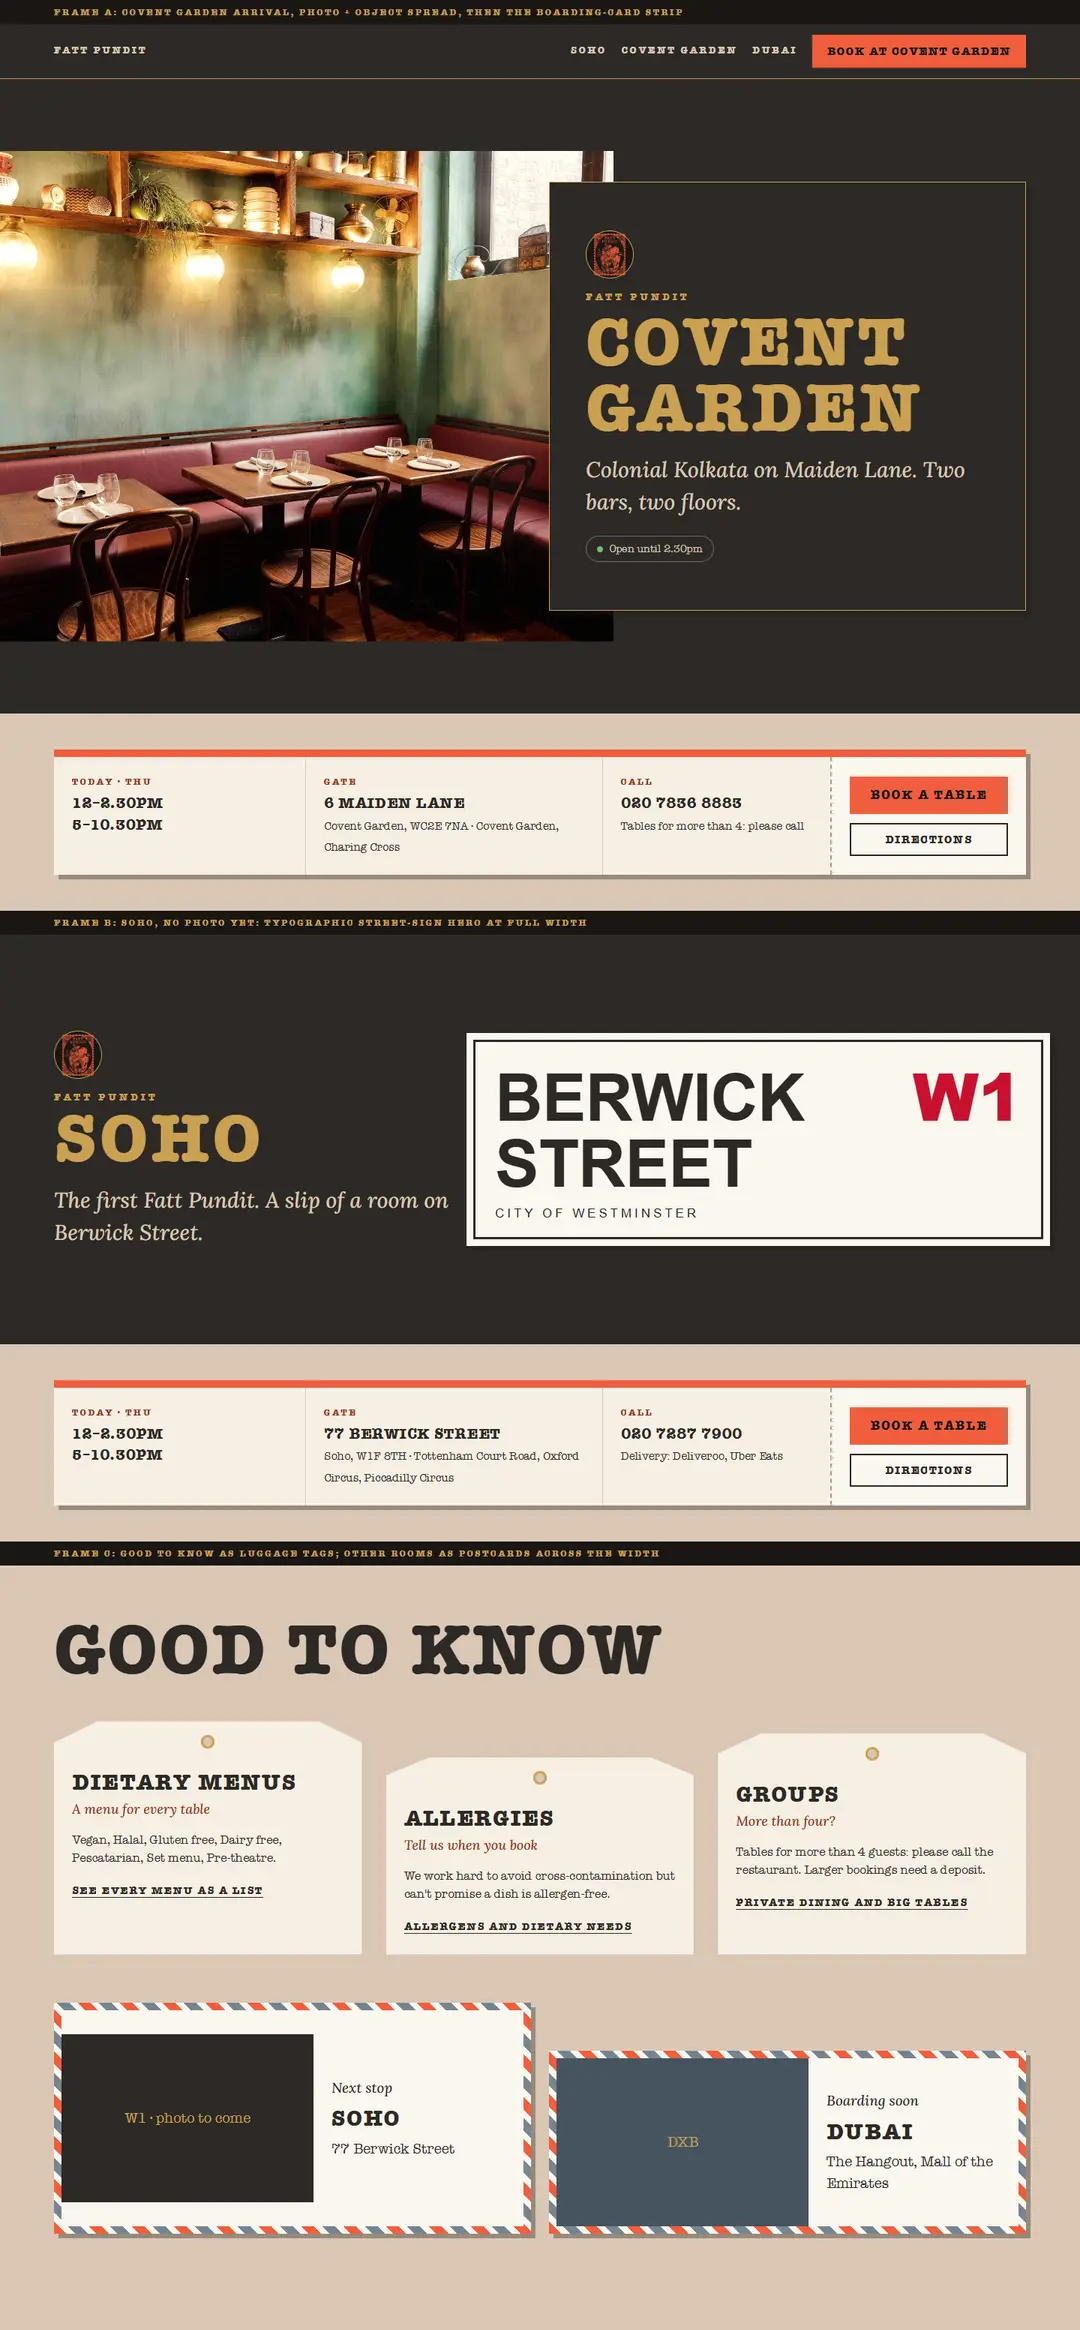 FRAME A: COVENT GARDEN ARRIVAL, PHOTO + OBJECT SPREAD, THEN THE BOARDING-CARD STRIP
FATT PUNDIT
SOHO COVENT GARDEN DUBAI BOOK AT COVENT GARDEN
FATT PUNDIT
COVENT
GARDEN
Colonial Kolkata on Maiden Lane. Two
bars, two floors.
Open until 2.30pm
TODAY · THU
12-2.30PM
5-10.30PM
GATE
6 MAIDEN LANE
Covent Garden, WC2E 7NA · Covent Garden,
Charing Cross
CALL
020 7836 8883
Tables for more than 4: please call
BOOK A TABLE
DIRECTIONS
FRAME B: SOHO, NO PHOTO YET: TYPOGRAPHIC STREET-SIGN HERO AT FULL WIDTH
FATT PUNDIT
SOHO
The first Fatt Pundit. A slip of a room on
Berwick Street.
BERWICK W1
STREET
CITY OF WESTMINSTER
TODAY · THU
12-2.30PM
5-10.30PM
GATE
77 BERWICK STREET
Soho, W1F 8TH · Tottenham Court Road, Oxford
Circus, Piccadilly Circus
CALL
020 7287 7900
Delivery: Deliveroo, Uber Eats
BOOK A TABLE
DIRECTIONS
FRAME C: GOOD TO KNOW AS LUGGAGE TAGS; OTHER ROOMS AS POSTCARDS ACROSS THE WIDTH
GOOD TO KNOW
DIETARY MENUS
A menu for every table
Vegan, Halal, Gluten free, Dairy free,
Pescatarian, Set menu, Pre-theatre.
SEE EVERY MENU AS A LIST
ALLERGIES
Tell us when you book
We work hard to avoid cross-contamination but
can't promise a dish is allergen-free.
ALLERGENS AND DIETARY NEEDS
GROUPS
More than four?
Tables for more than 4 guests: please call the
restaurant. Larger bookings need a deposit.
PRIVATE DINING AND BIG TABLES
W1 · photo to come
Next stop
SOHO
77 Berwick Street
DXB
Boarding soon
DUBAI
The Hangout, Mall of the
Emirates